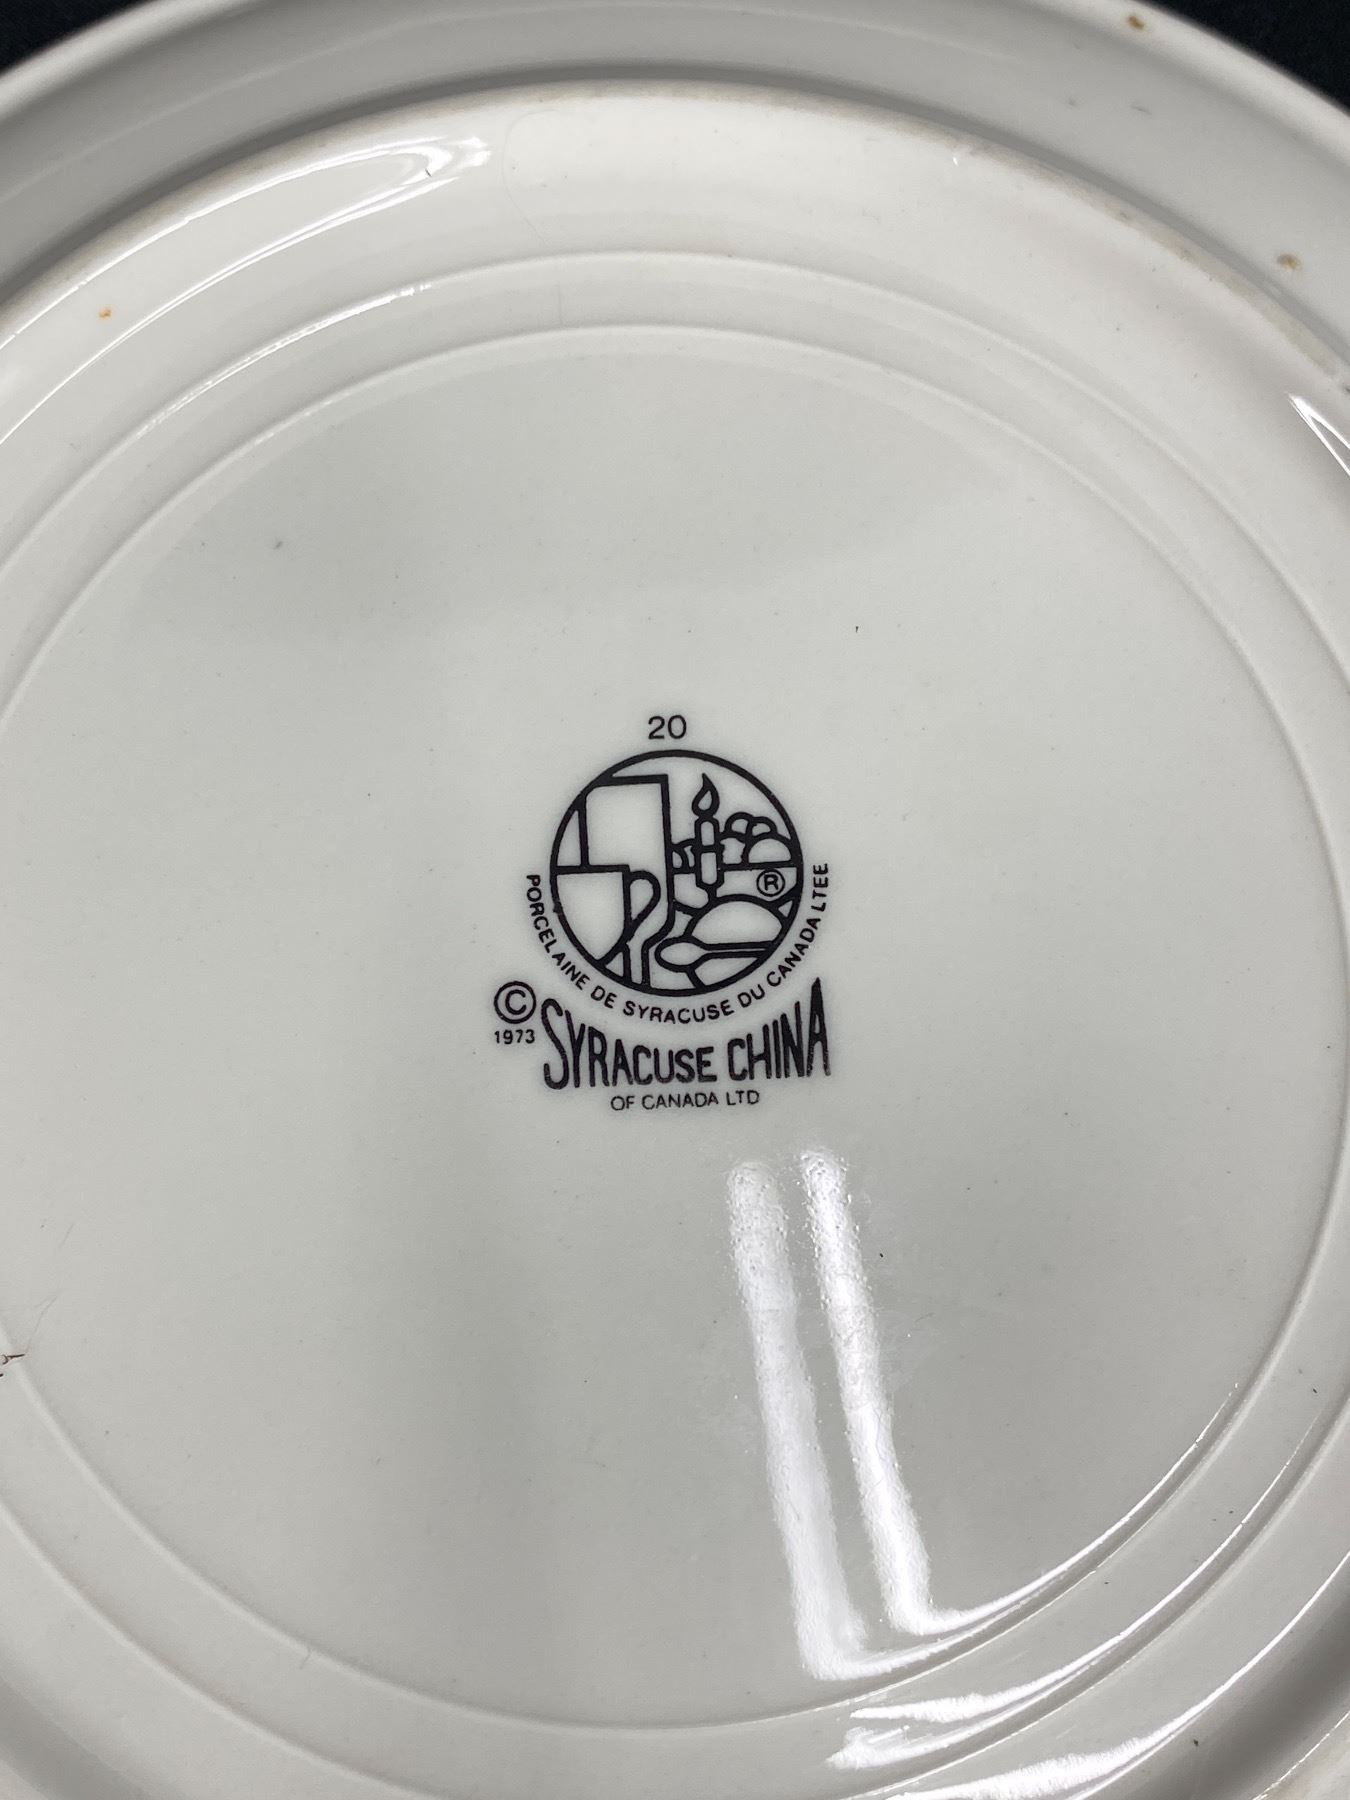 20
®
PORCELAINE DE SYRACUSE DU CANADA LTEE
©
1973
SYRACUSE CHINA
OF CANADA LTD